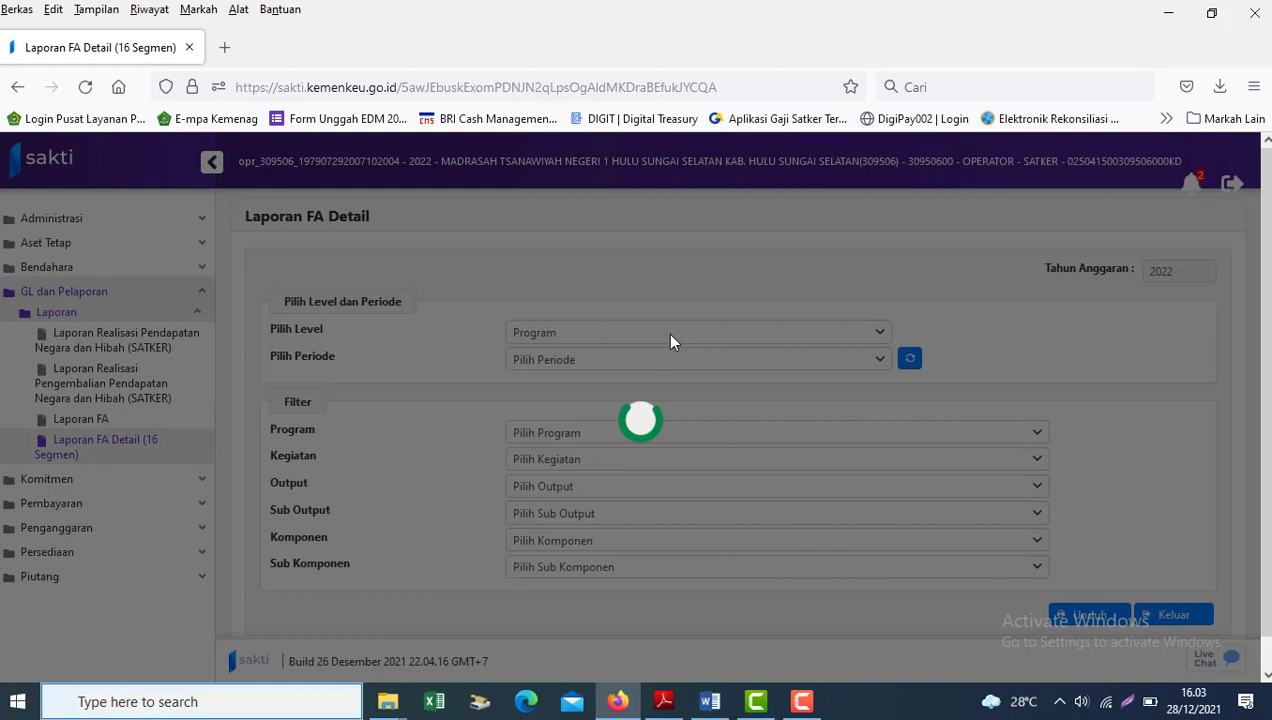 Berkas Edit Tampilan Riwayat Markah Alat Bantuan
Laporan FA Detail (16 Segmen)
https://sakti.kemenkeu.go.id/5awJEbuskExomPDNJN2qLpsOgAldMKDraBEfukJYCQA
Cari
Login Pusat Layanan P... E-mpa Kemenag Form Unggah EDM 20... CMS BRI Cash Managemen... DIGIT | Digital Treasury Aplikasi Gaji Satker Ter... DigiPay002 | Login Elektronik Rekonsiliasi ... Markah Lain
sakti
opr_309506_197907292007102004 - 2022 - MADRASAH TSANAWIYAH NEGERI 1 HULU SUNGAI SELATAN KAB. HULU SUNGAI SELATAN(309506) - 30950600 - OPERATOR - SATKER - 025041500309506000KD
2
Administrasi
Aset Tetap
Bendahara
GL dan Pelaporan
Laporan
Laporan Realisasi Pendapatan
Negara dan Hibah (SATKER)
Laporan Realisasi
Pengembalian Pendapatan
Negara dan Hibah (SATKER)
Laporan FA
Laporan FA Detail (16
Segmen)
Komitmen
Pembayaran
Penganggaran
Persediaan
Piutang
Laporan FA Detail
Tahun Anggaran : 2022
Pilih Level dan Periode
Pilih Level Program
Pilih Periode Pilih Periode
Filter
Program Pilih Program
Kegiatan Pilih Kegiatan
Output Pilih Output
Sub Output Pilih Sub Output
Komponen Pilih Komponen
Sub Komponen Pilih Sub Komponen
Unduh Keluar
Activate Windows
Go to Settings to activate Windows.
sakti Build 26 Desember 2021 22.04.16 GMT+7
Live
Chat
Type here to search
28°C
16.03
28/12/2021